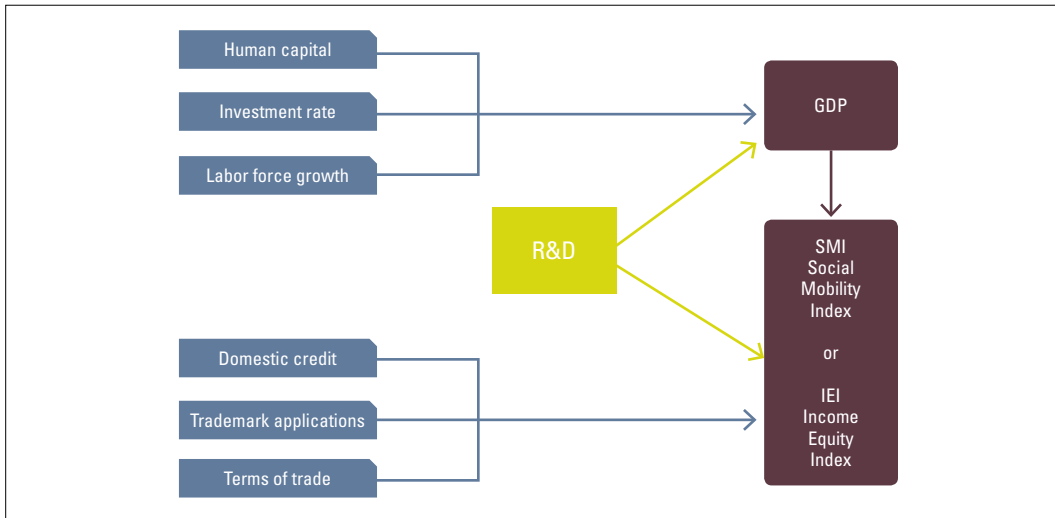 Human capital
Investment rate
Labor force growth
GDP
R&D
SMI
Social
Mobility
Index
or
IEI
Income
Equity
Index
Domestic credit
Trademark applications
Terms of trade